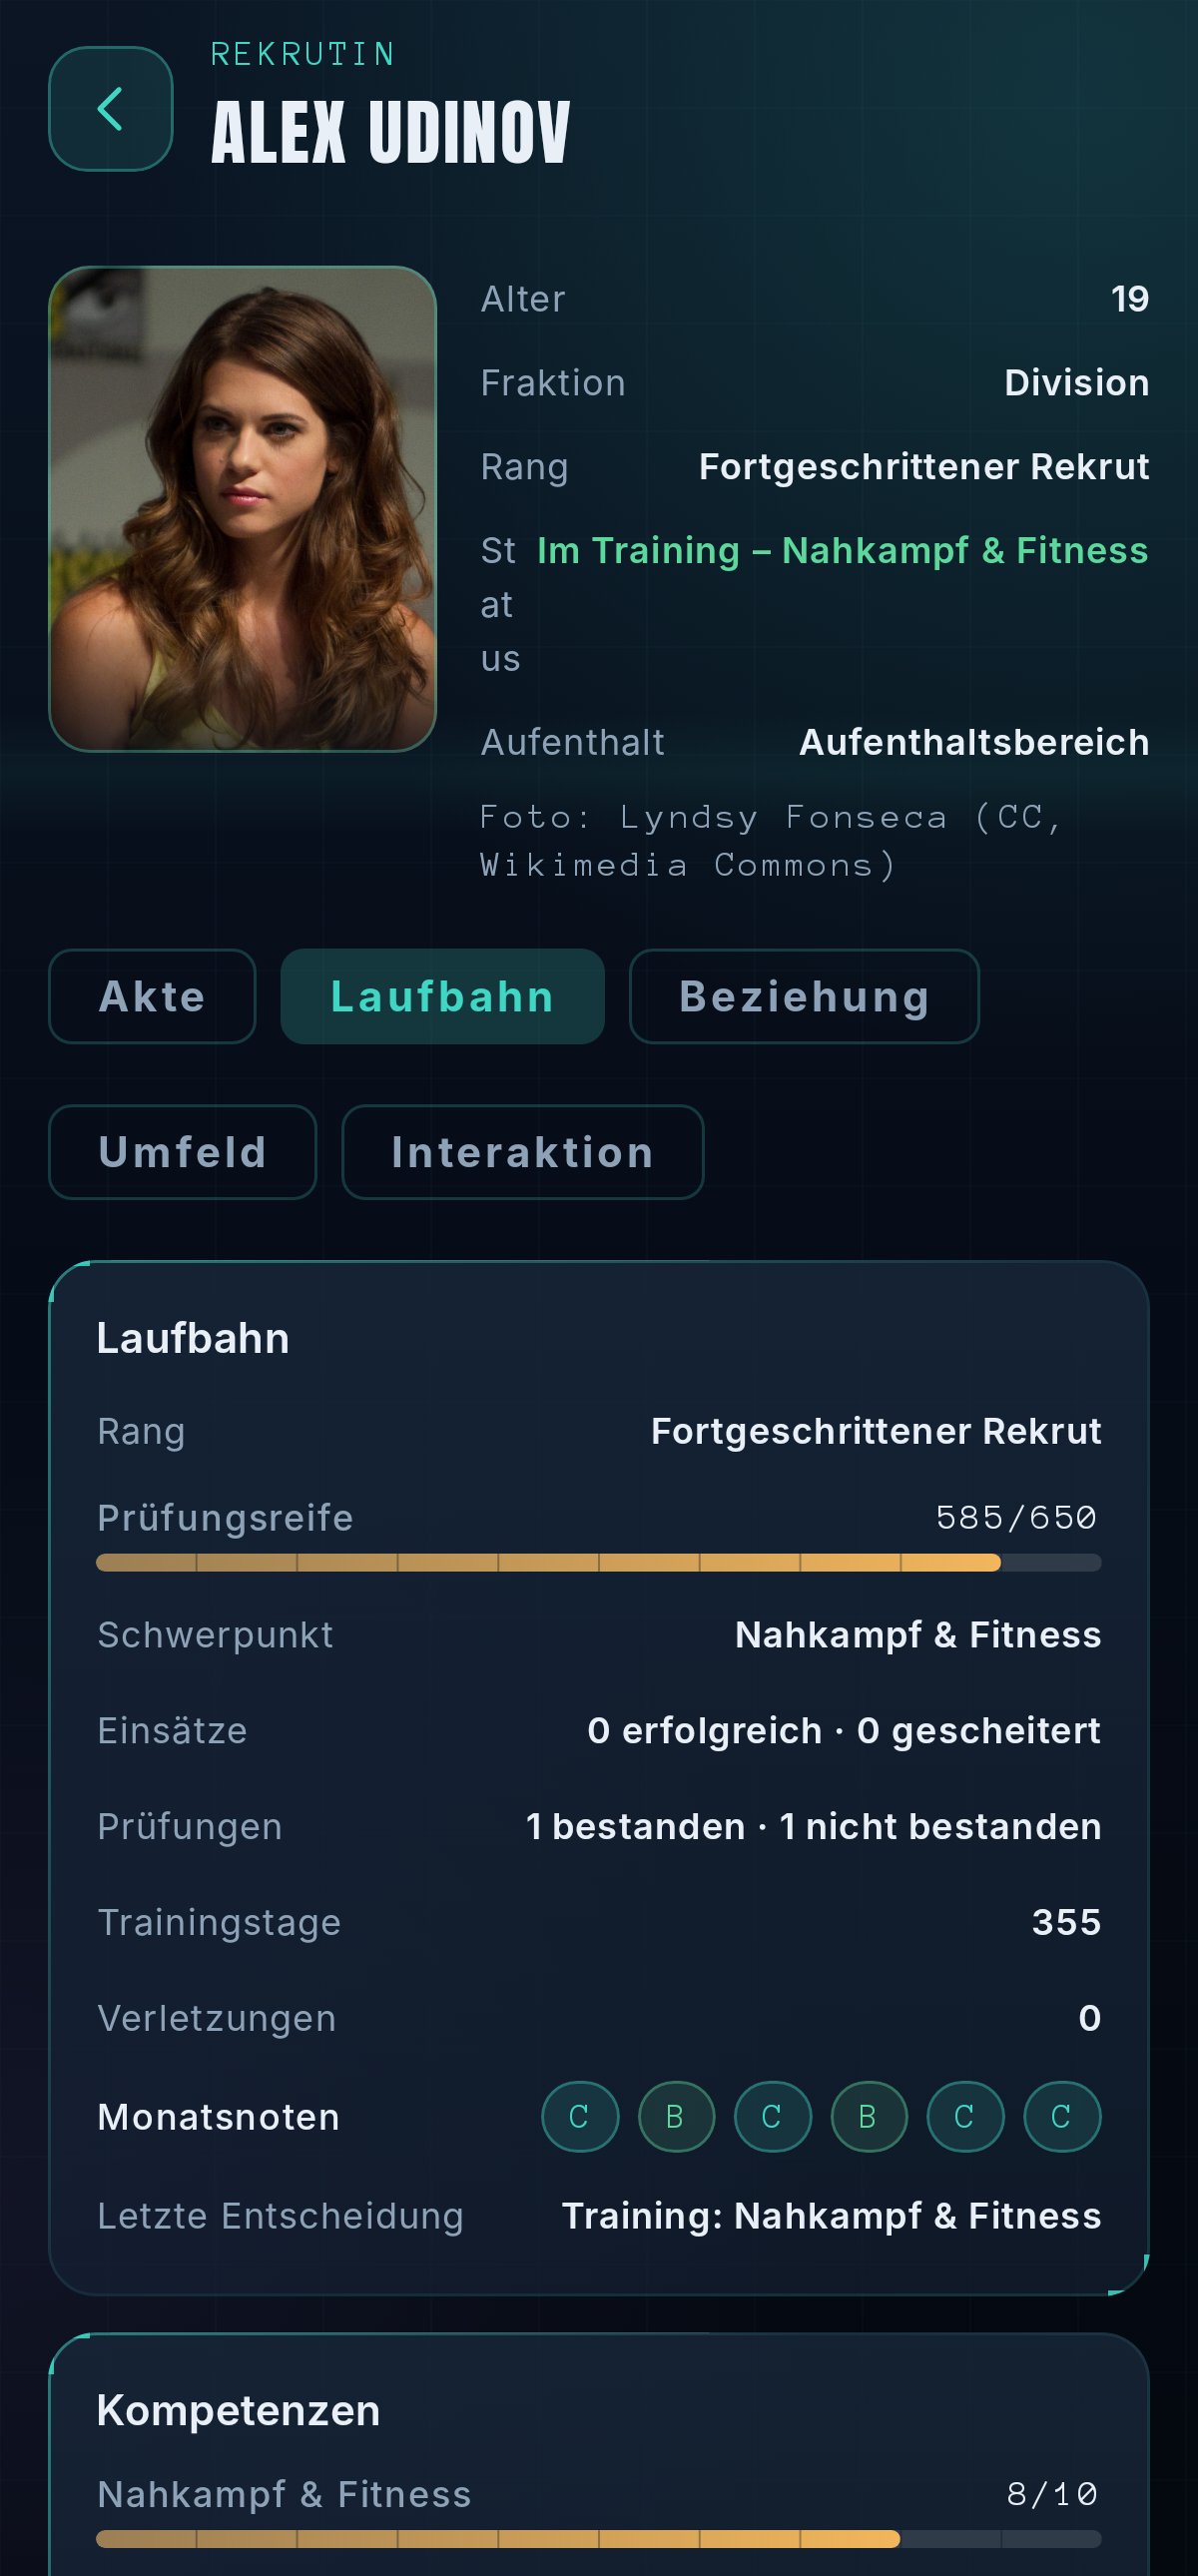 REKRUTIN
ALEX UDINOV
Alter 19
Fraktion Division
Rang Fortgeschrittener Rekrut
St Im Training – Nahkampf & Fitness
at
us
Aufenthalt Aufenthaltsbereich
Foto: Lyndsy Fonseca (CC,
Wikimedia Commons)
Akte Laufbahn Beziehung
Umfeld Interaktion
Laufbahn
Rang Fortgeschrittener Rekrut
Prüfungsreife 585/650
Schwerpunkt Nahkampf & Fitness
Einsätze 0 erfolgreich · 0 gescheitert
Prüfungen 1 bestanden · 1 nicht bestanden
Trainingstage 355
Verletzungen 0
Monatsnoten C B C B C C
Letzte Entscheidung Training: Nahkampf & Fitness
Kompetenzen
Nahkampf & Fitness 8/10